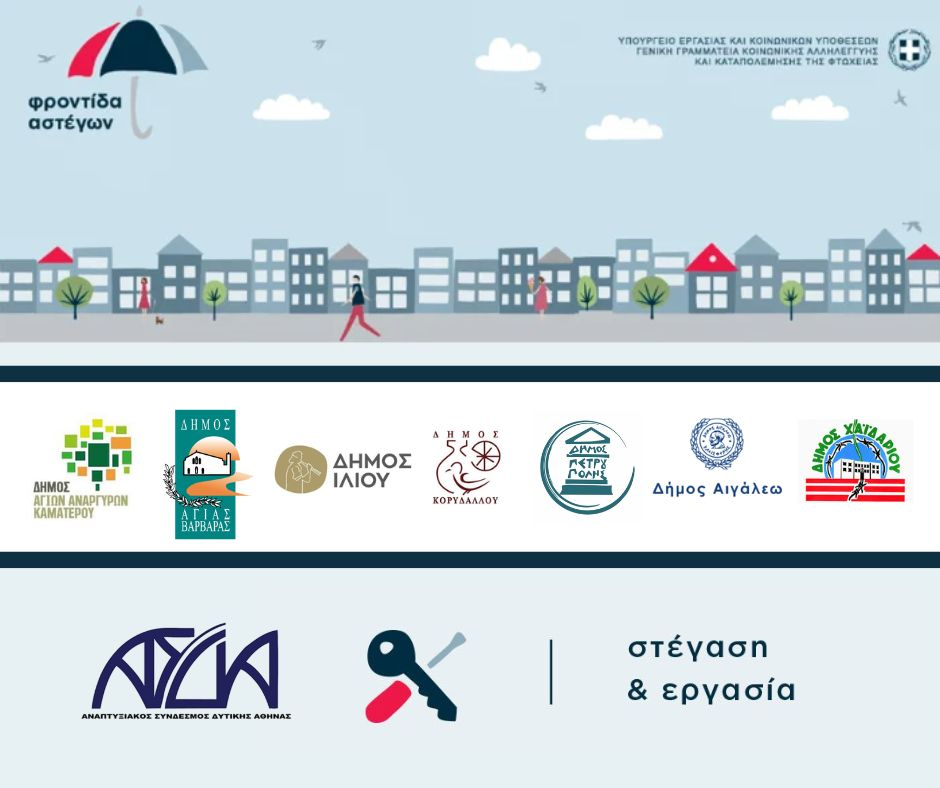 φροντίδα
αστέγων
ΥΠΟΥΡΓΕΙΟ ΕΡΓΑΣΙΑΣ ΚΑΙ ΚΟΙΝΩΝΙΚΩΝ ΥΠΟΘΕΣΕΩΝ
ΓΕΝΙΚΗ ΓΡΑΜΜΑΤΕΙΑ ΚΟΙΝΩΝΙΚΗΣ ΑΛΛΗΛΕΓΓΥΗΣ
ΚΑΙ ΚΑΤΑΠΟΛΕΜΗΣΗΣ ΤΗΣ ΦΤΩΧΕΙΑΣ
ΔΗΜΟΣ
ΑΓΙΩΝ ΑΝΑΡΓΥΡΩΝ
ΚΑΜΑΤΕΡΟΥ
ΔΗΜΟΣ
ΑΓΙΑΣ
ΒΑΡΒΑΡΑΣ
ΔΗΜΟΣ
ΙΛΙΟΥ
ΔΗΜΟΣ
ΚΟΡΥΔΑΛΛΟΥ
ΔΗΜΟΣ
ΠΕΤΡΟΥ
ΠΟΛΗΣ
Δήμος Αιγάλεω
ΔΗΜΟΣ ΧΑΪΔΑΡΙΟΥ
ΑΣΔΑ
ΑΝΑΠΤΥΞΙΑΚΟΣ ΣΥΝΔΕΣΜΟΣ ΔΥΤΙΚΗΣ ΑΘΗΝΑΣ
στέγαση
& εργασία